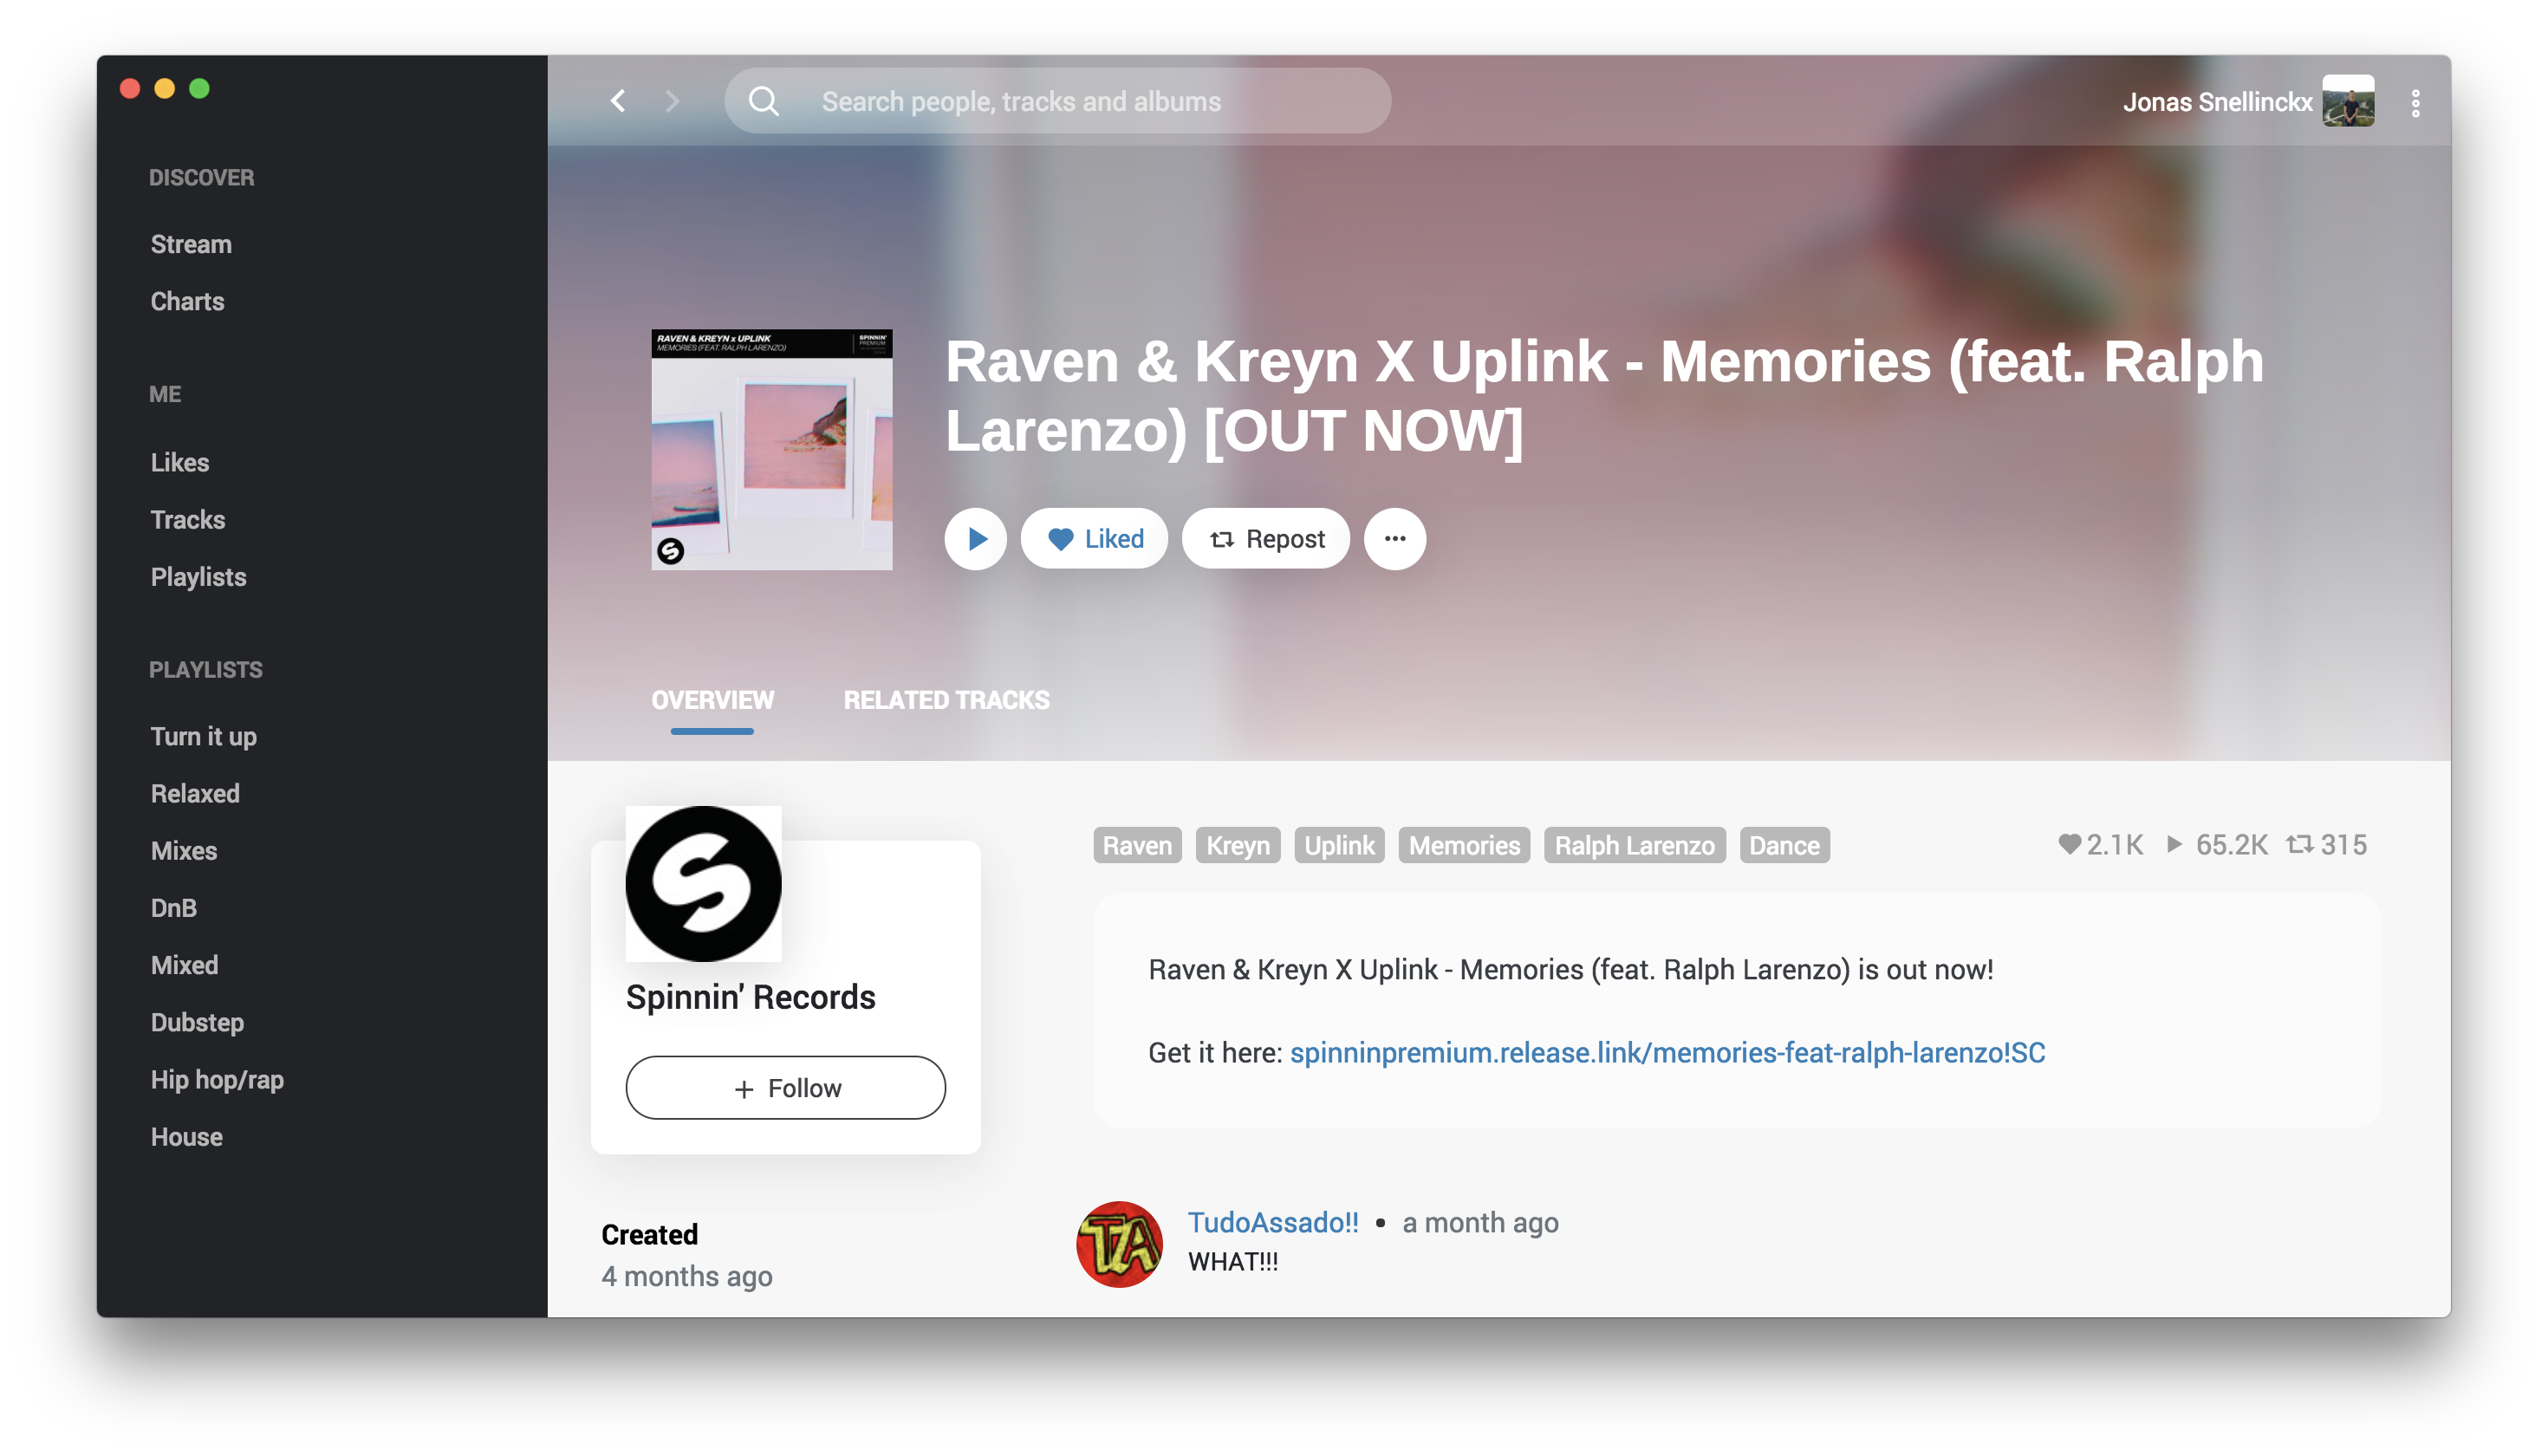 DISCOVER
Stream
Charts
ME
Likes
Tracks
Playlists
PLAYLISTS
Turn it up
Relaxed
Mixes
DnB
Mixed
Dubstep
Hip hop/rap
House
Search people, tracks and albums
Jonas Snellinckx
RAVEN & KREYN x UPLINK
MEMORIES (FEAT. RALPH LARENZO)
SPINNIN'
PREMIUM
Raven & Kreyn X Uplink - Memories (feat. Ralph
Larenzo) [OUT NOW]
Liked
Repost
OVERVIEW RELATED TRACKS
Spinnin' Records
+ Follow
Created
4 months ago
Raven Kreyn Uplink Memories Ralph Larenzo Dance
2.1K 65.2K 315
Raven & Kreyn X Uplink - Memories (feat. Ralph Larenzo) is out now!
Get it here: spinninpremium.release.link/memories-feat-ralph-larenzo!SC
TA
TudoAssado!! • a month ago
WHAT!!!